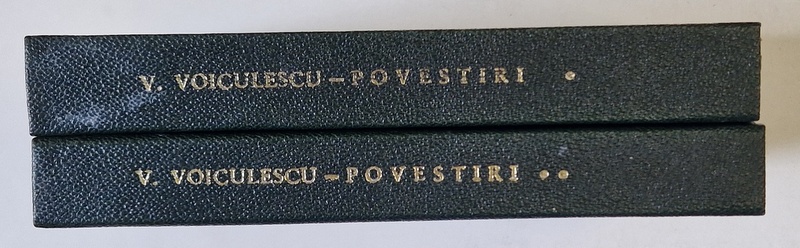 V. VOICULESCU – POVESTIRI •
V. VOICULESCU – POVESTIRI ••